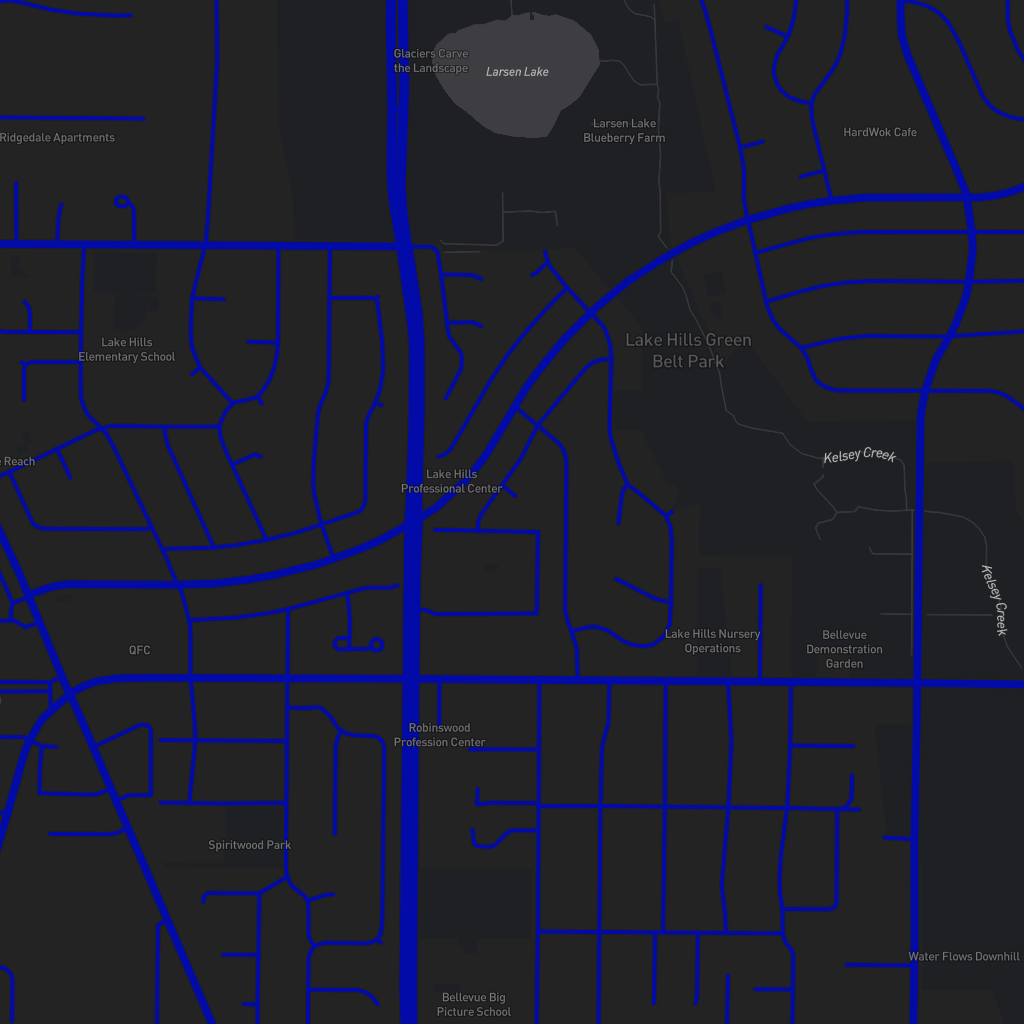 Glaciers Carve
the Landscape
Larsen Lake
Larsen Lake
Blueberry Farm
HardWok Cafe
Ridgedale Apartments
Lake Hills
Elementary School
Lake Hills Green
Belt Park
Kelsey Creek
e Reach
Lake Hills
Professional Center
Kelsey Creek
QFC
Lake Hills Nursery
Operations
Bellevue
Demonstration
Garden
Robinswood
Profession Center
Spiritwood Park
Water Flows Downhill
Bellevue Big
Picture School